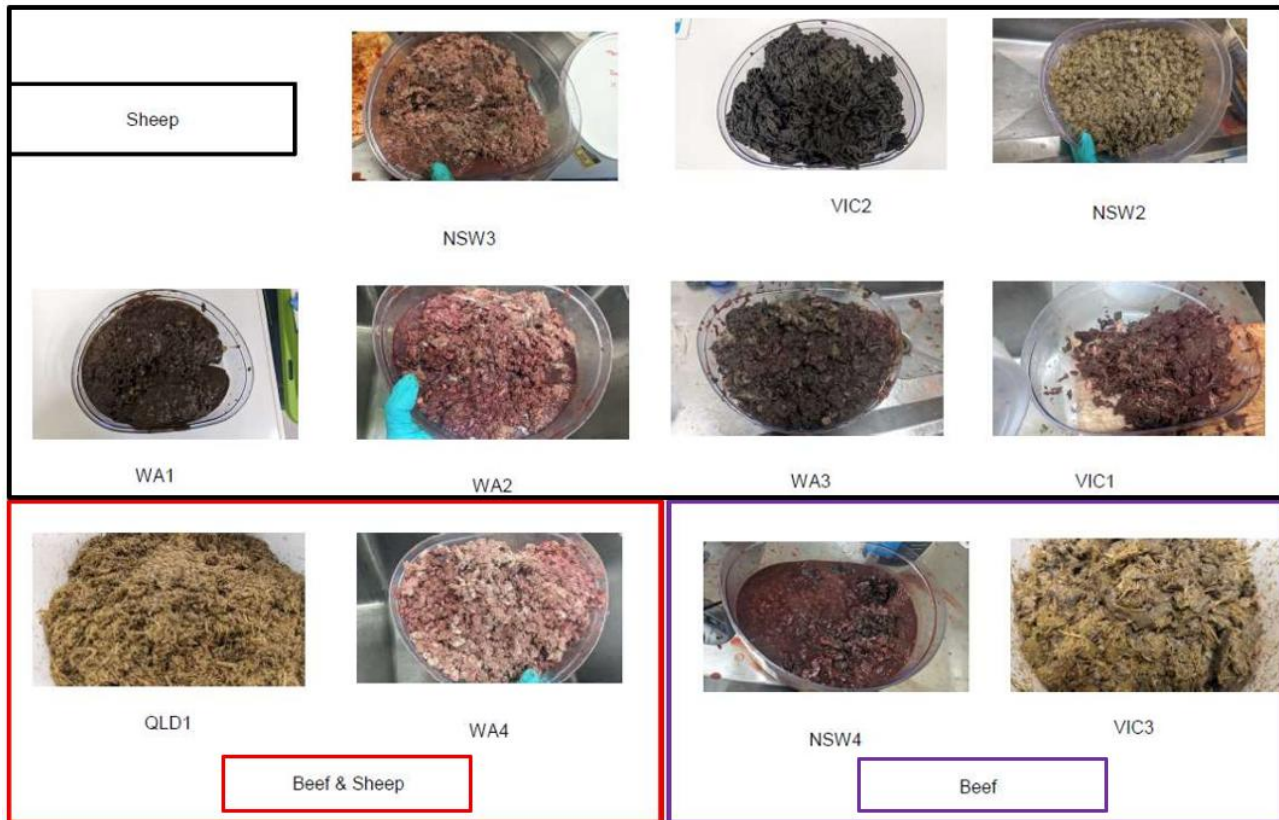 Sheep
NSW3
VIC2
NSW2
WA1
WA2
WA3
VIC1
QLD1
WA4
NSW4
VIC3
Beef & Sheep
Beef